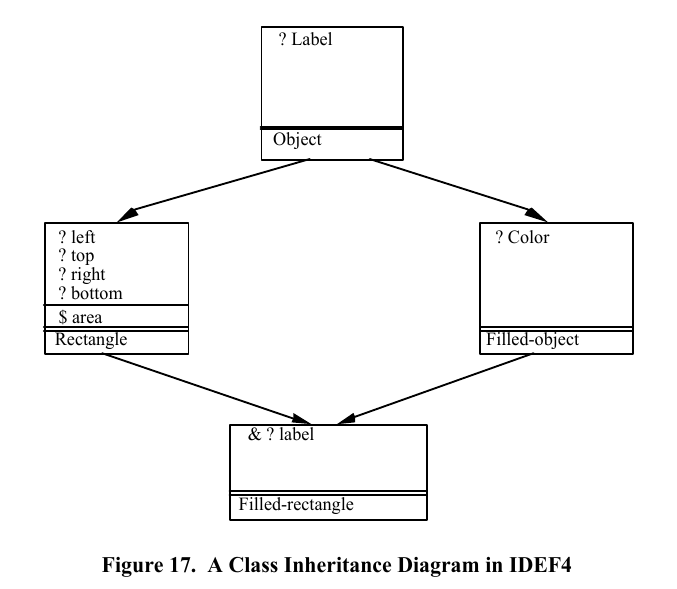 ? Label
Object
? left
? top
? right
? bottom
$ area
Rectangle
? Color
Filled-object
& ? label
Filled-rectangle
Figure 17. A Class Inheritance Diagram in IDEF4